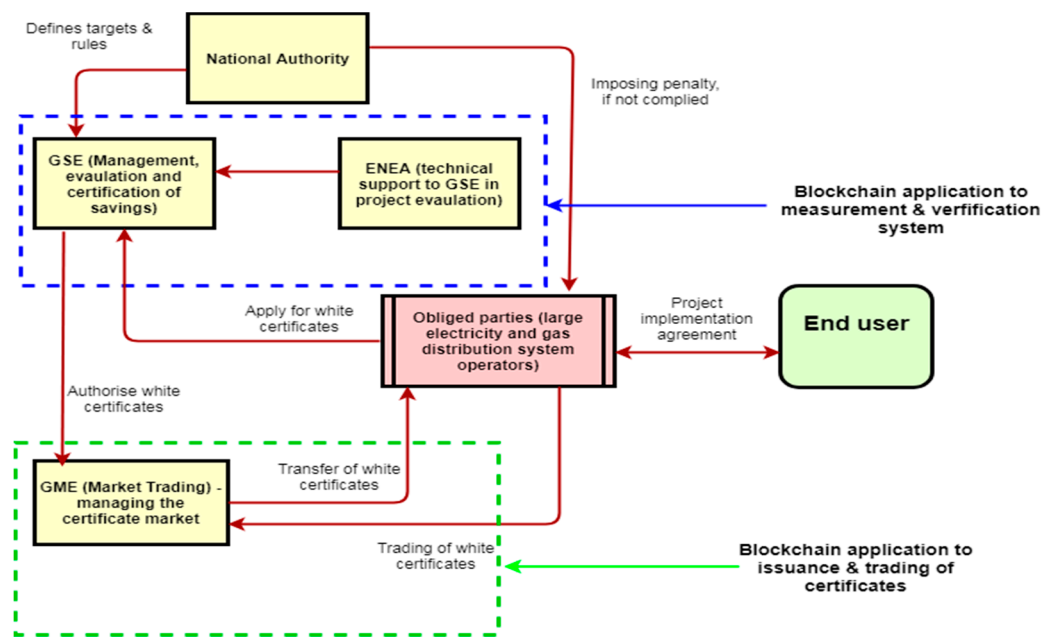 Defines targets &
rules
National Authority
Imposing penalty,
if not complied
GSE (Management,
evaulation and
certification of
savings)
ENEA (technical
support to GSE in
project evaulation)
Blockchain application to
measurement & verfification
system
Apply for white
certificates
Obliged parties (large
electricity and gas
distribution system
operators)
Project
implementation
agreement
End user
Authorise white
certificates
GME (Market Trading) -
managing the
certificate market
Transfer of white
certificates
Trading of white
certificates
Blockchain application to
issuance & trading of
certificates